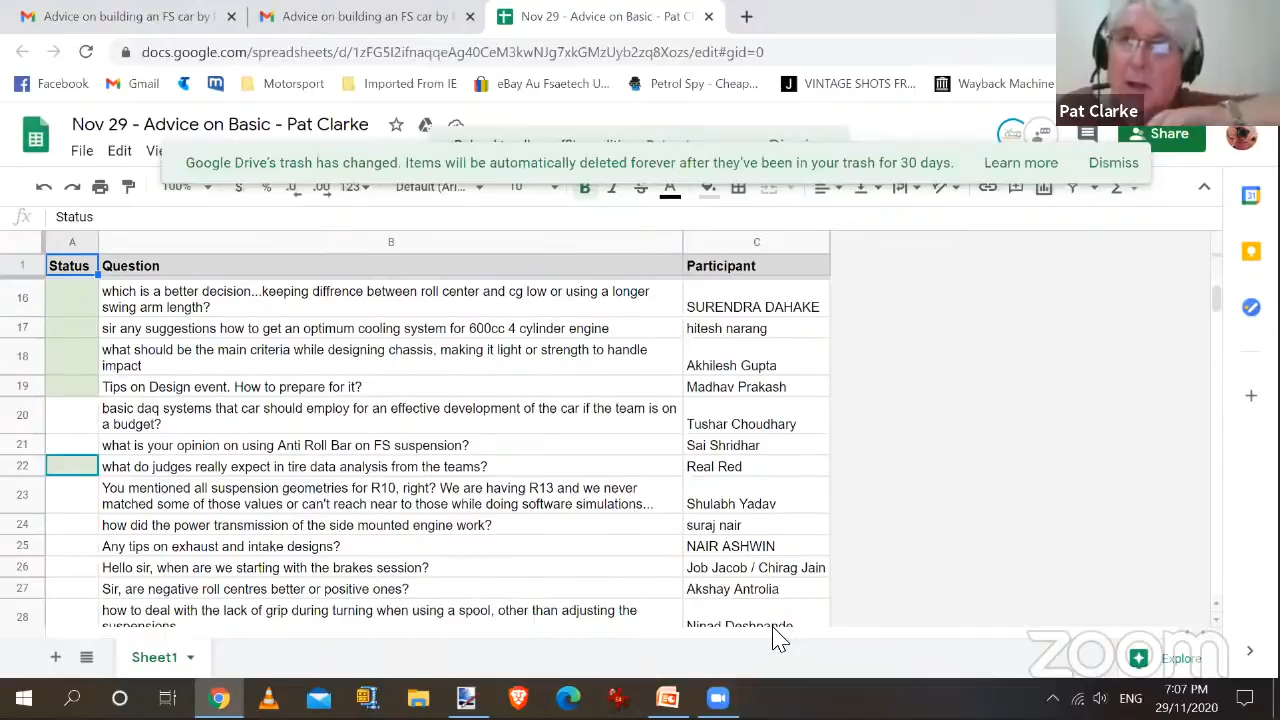 Advice on building an FS car by
Advice on building an FS car by
Nov 29 - Advice on Basic - Pat Cl
docs.google.com/spreadsheets/d/1zFG5l2ifnaqqeAg40CeM3kwNJg7xkGMzUyb2zq8Xozs/edit#gid=0
Facebook
Gmail
Motorsport
Imported From IE
eBay Au Fsaetech U...
Petrol Spy - Cheap...
VINTAGE SHOTS FR...
Wayback Machine
Pat Clarke
Nov 29 - Advice on Basic - Pat Clarke
Share
File Edit
Google Drive's trash has changed. Items will be automatically deleted forever after they've been in your trash for 30 days. Learn more Dismiss
100% $ % .0 .00 123 Default (Ari... 10 B I S A
fx Status
A B C
1 Status Question Participant
16 which is a better decision...keeping diffrence between roll center and cg low or using a longer
swing arm length? SURENDRA DAHAKE
17 sir any suggestions how to get an optimum cooling system for 600cc 4 cylinder engine hitesh narang
18 what should be the main criteria while designing chassis, making it light or strength to handle
impact Akhilesh Gupta
19 Tips on Design event. How to prepare for it? Madhav Prakash
20 basic daq systems that car should employ for an effective development of the car if the team is on
a budget? Tushar Choudhary
21 what is your opinion on using Anti Roll Bar on FS suspension? Sai Shridhar
22 what do judges really expect in tire data analysis from the teams? Real Red
23 You mentioned all suspension geometries for R10, right? We are having R13 and we never
matched some of those values or can't reach near to those while doing software simulations... Shulabh Yadav
24 how did the power transmission of the side mounted engine work? suraj nair
25 Any tips on exhaust and intake designs? NAIR ASHWIN
26 Hello sir, when are we starting with the brakes session? Job Jacob / Chirag Jain
27 Sir, are negative roll centres better or positive ones? Akshay Antrolia
28 how to deal with the lack of grip during turning when using a spool, other than adjusting the
suspensions Ninad Deshpande
Sheet1
Explore
zoom
ENG
7:07 PM
29/11/2020